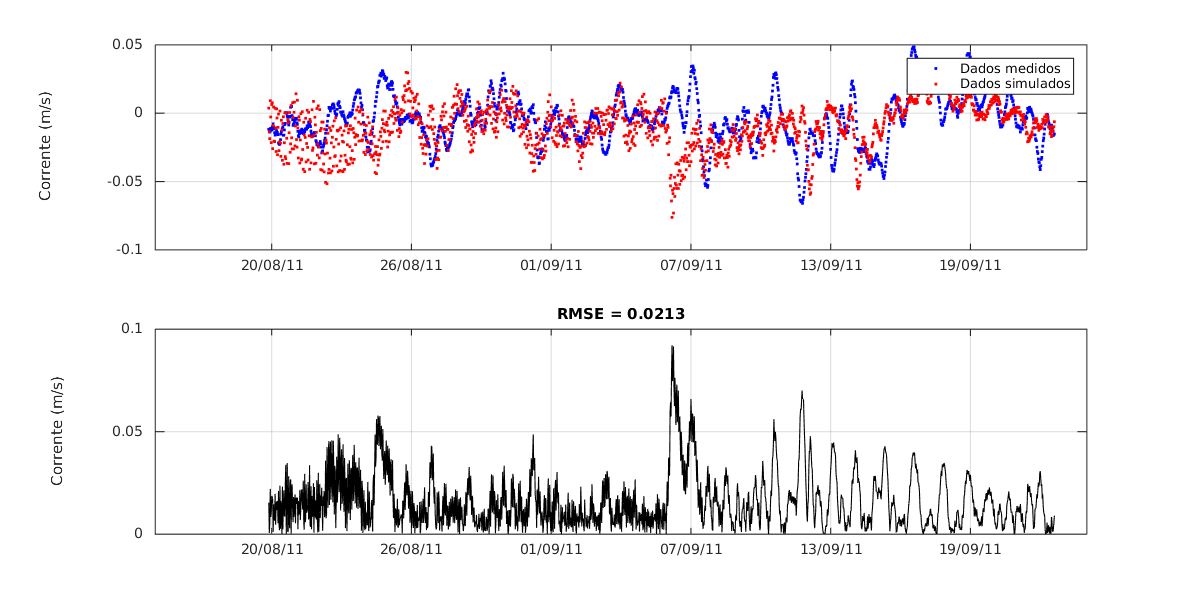 0.05
0
-0.05
-0.1
Corrente (m/s)
Dados medidos
Dados simulados
20/08/11 26/08/11 01/09/11 07/09/11 13/09/11 19/09/11
RMSE = 0.0213
0.1
0.05
0
Corrente (m/s)
20/08/11 26/08/11 01/09/11 07/09/11 13/09/11 19/09/11